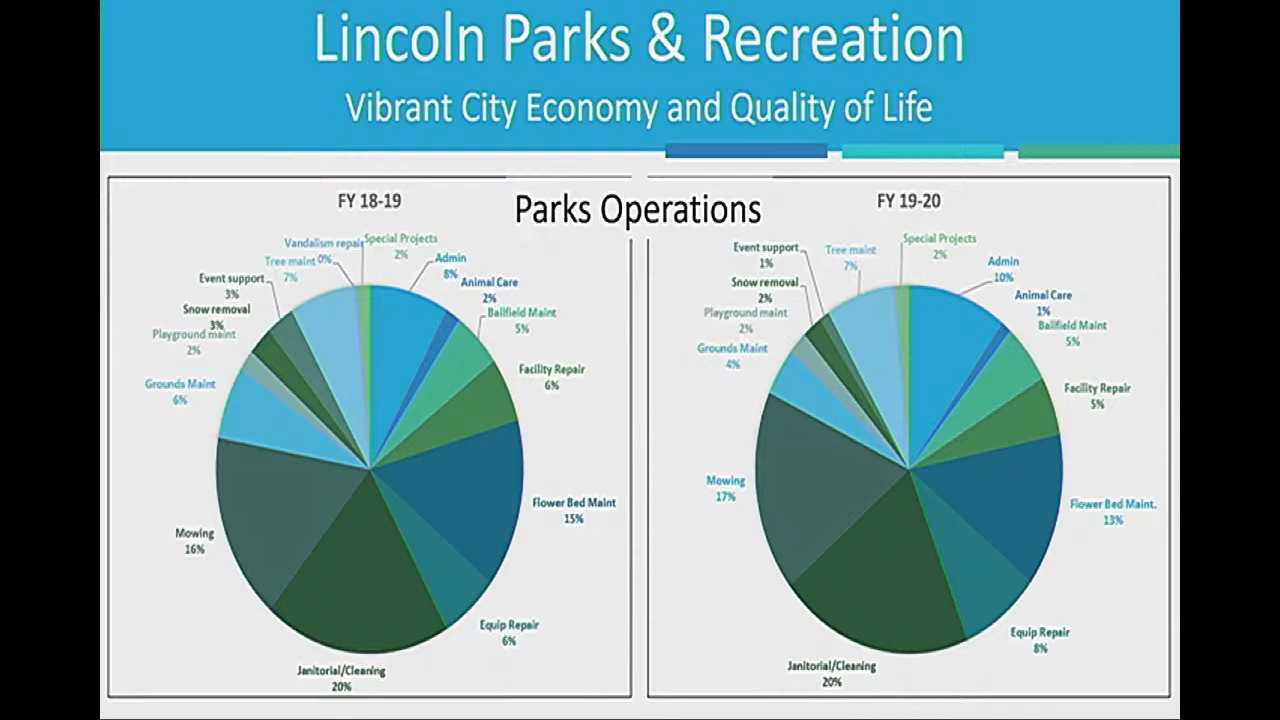 Lincoln Parks & Recreation
Vibrant City Economy and Quality of Life
Parks Operations
FY 18-19
Vandalism repair
0%
Special Projects
2%
Admin
8%
Animal Care
2%
Ballfield Maint
5%
Facility Repair
6%
Flower Bed Maint
15%
Equip Repair
6%
Janitorial/Cleaning
20%
Mowing
16%
Grounds Maint
6%
Playground maint
2%
Snow removal
3%
Event support
3%
Tree maint
7%
FY 19-20
Special Projects
2%
Admin
10%
Animal Care
1%
Ballfield Maint
5%
Facility Repair
5%
Flower Bed Maint.
13%
Equip Repair
8%
Janitorial/Cleaning
20%
Mowing
17%
Grounds Maint
4%
Playground maint
2%
Snow removal
2%
Event support
1%
Tree maint
7%